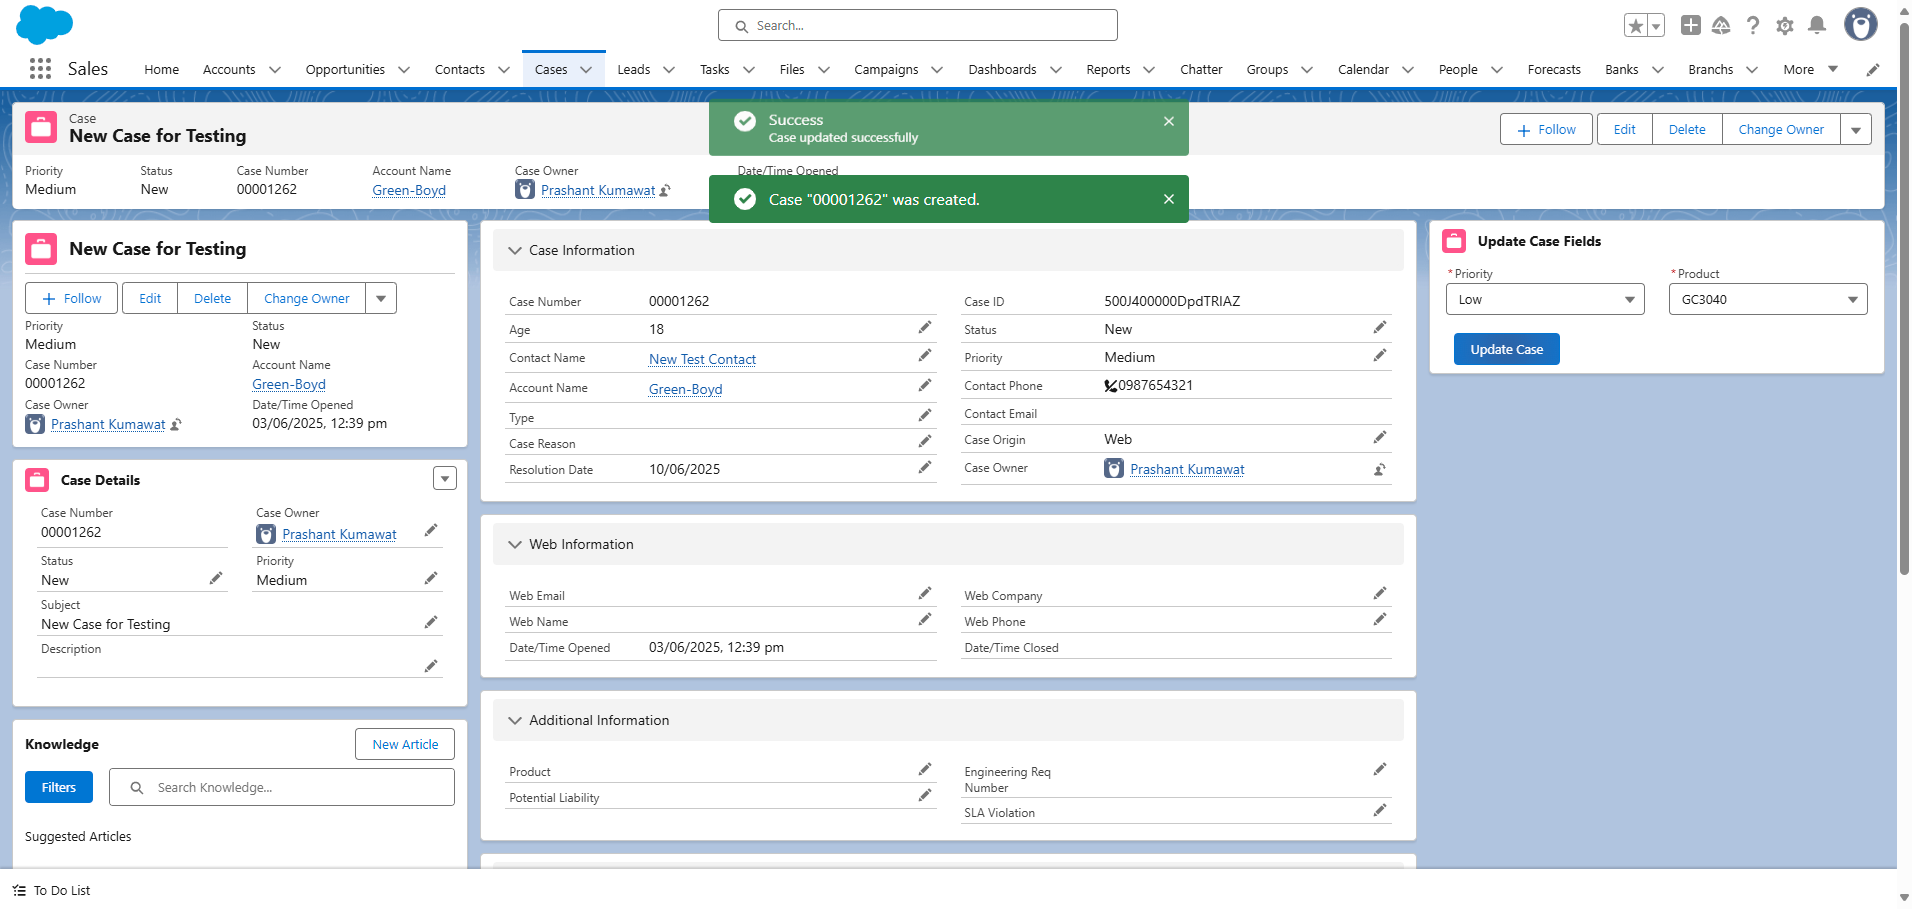 Search...
Sales
Home
Accounts
Opportunities
Contacts
Cases
Leads
Tasks
Files
Campaigns
Dashboards
Reports
Chatter
Groups
Calendar
People
Forecasts
Banks
Branchs
More
Case
New Case for Testing
Success
Case updated successfully
Follow
Edit
Delete
Change Owner
Priority
Medium
Status
New
Case Number
00001262
Account Name
Green-Boyd
Case Owner
Prashant Kumawat
Date/Time Opened
Case "00001262" was created.
New Case for Testing
Follow
Edit
Delete
Change Owner
Priority
Medium
Status
New
Case Number
00001262
Account Name
Green-Boyd
Case Owner
Prashant Kumawat
Date/Time Opened
03/06/2025, 12:39 pm
Case Details
Case Number
00001262
Case Owner
Prashant Kumawat
Status
New
Priority
Medium
Subject
New Case for Testing
Description
Knowledge
New Article
Filters
Search Knowledge...
Suggested Articles
Case Information
Case Number 00001262
Case ID 500J400000DpdTRIAZ
Age 18
Status New
Contact Name New Test Contact
Priority Medium
Account Name Green-Boyd
Contact Phone 0987654321
Type
Contact Email
Case Reason
Case Origin Web
Resolution Date 10/06/2025
Case Owner Prashant Kumawat
Web Information
Web Email
Web Company
Web Name
Web Phone
Date/Time Opened 03/06/2025, 12:39 pm
Date/Time Closed
Additional Information
Product
Engineering Req
Number
Potential Liability
SLA Violation
Update Case Fields
*Priority
Low
*Product
GC3040
Update Case
To Do List